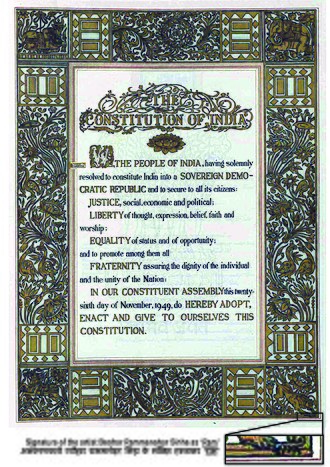 THE
CONSTITUTION OF INDIA
WE, THE PEOPLE OF INDIA, having solemnly
resolved to constitute India into a SOVEREIGN DEMO-
CRATIC REPUBLIC and to secure to all its citizens:
JUSTICE, social, economic and political;
LIBERTY of thought, expression, belief, faith and
worship;
EQUALITY of status and of opportunity;
and to promote among them all
FRATERNITY assuring the dignity of the individual
and the unity of the Nation;
IN OUR CONSTITUENT ASSEMBLY this twenty-
sixth day of November, 1949, do HEREBY ADOPT,
ENACT AND GIVE TO OURSELVES THIS
CONSTITUTION.
Signature of the artist Beohar Rammanohar Sinha as